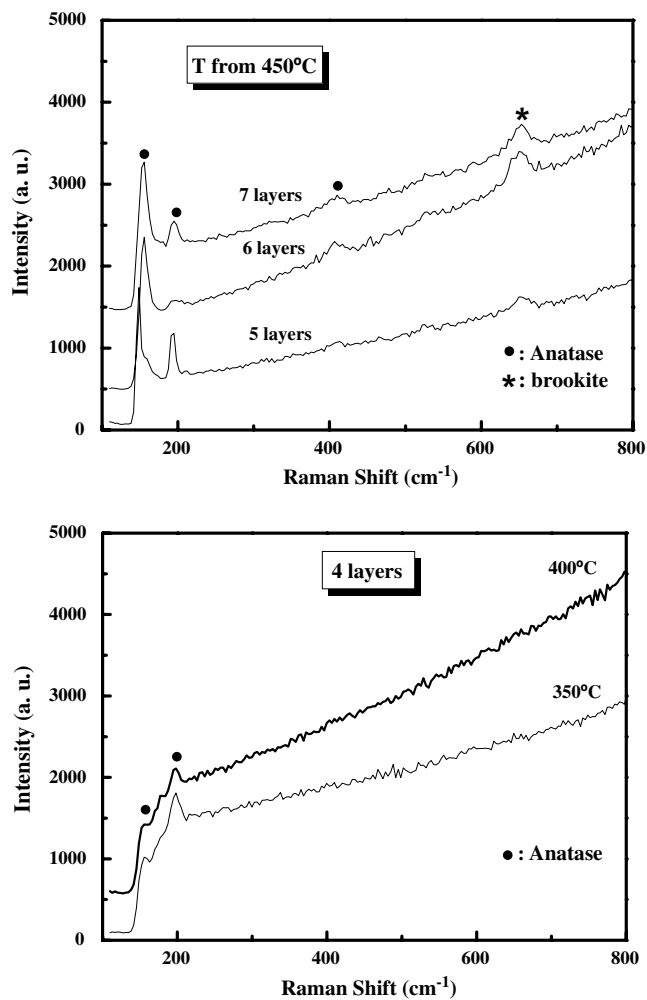 5000
4000
3000
2000
1000
0
Intensity (a. u.)
T from 450°C
7 layers
6 layers
5 layers
*
● : Anatase
* : brookite
200
400
600
800
Raman Shift (cm⁻¹)
5000
4000
3000
2000
1000
0
Intensity (a. u.)
4 layers
400°C
350°C
● : Anatase
200
400
600
800
Raman Shift (cm⁻¹)